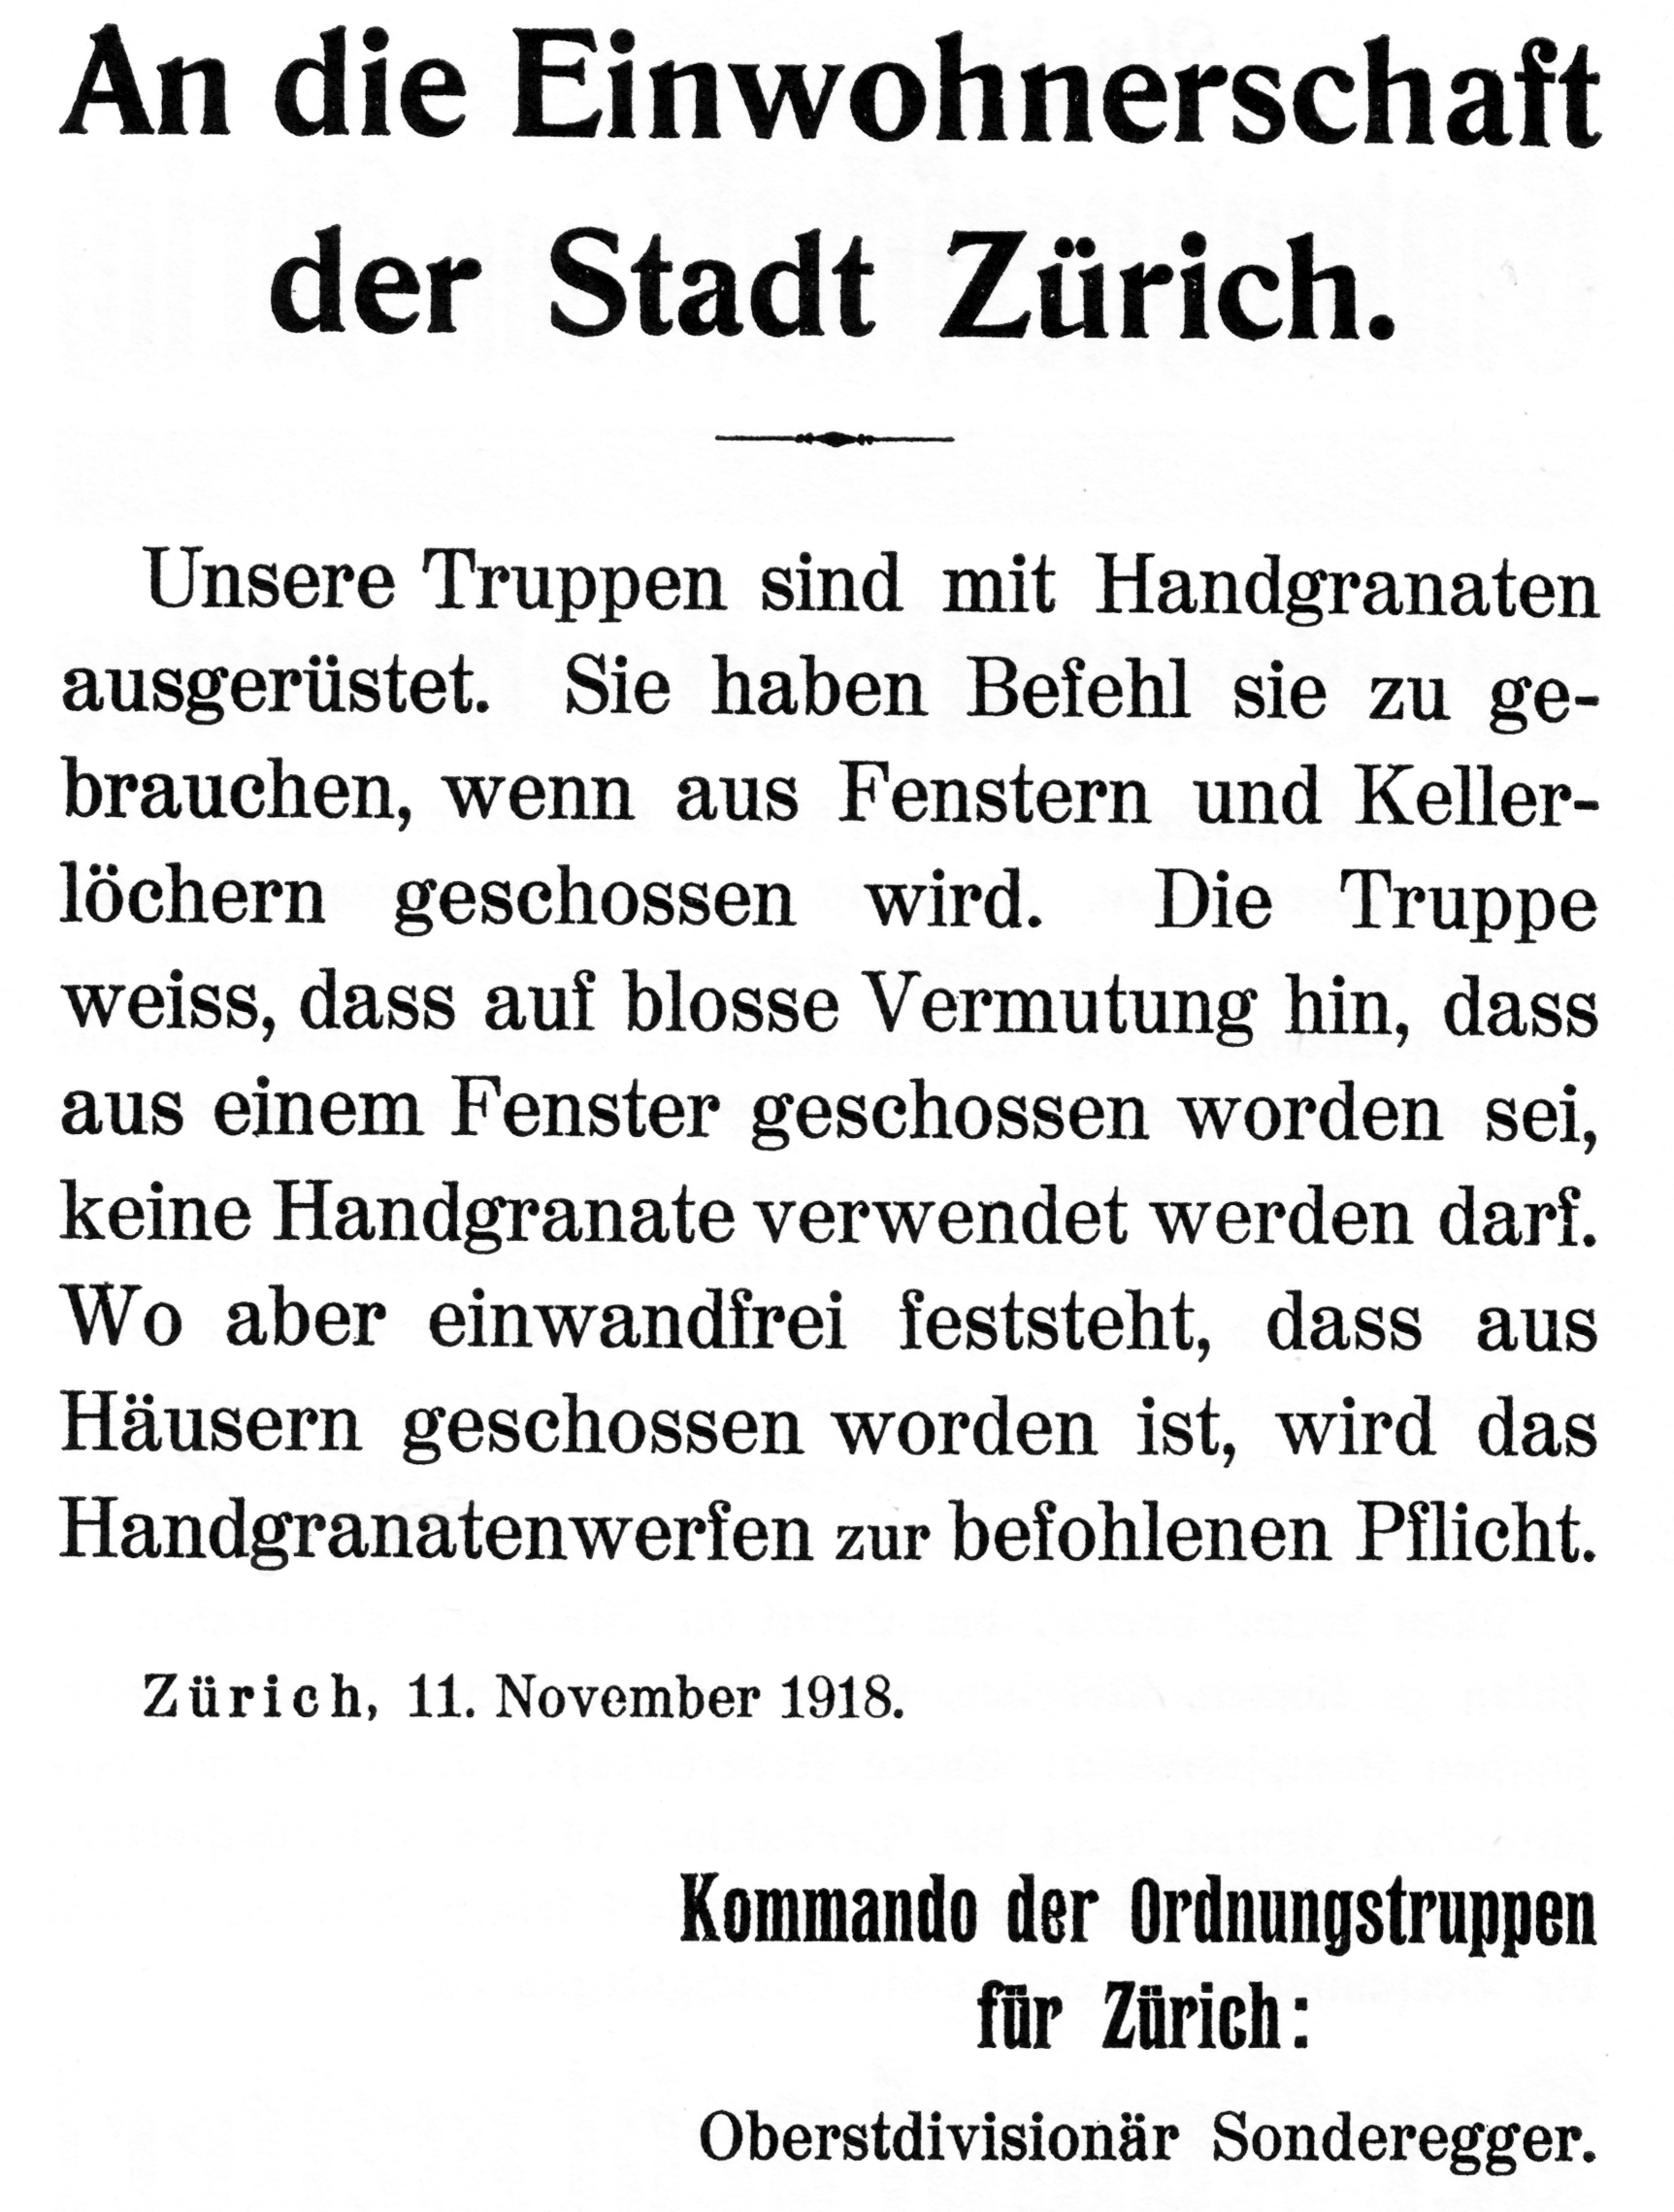 An die Einwohnerschaft
der Stadt Zürich.
Unsere Truppen sind mit Handgranaten
ausgerüstet. Sie haben Befehl sie zu ge-
brauchen, wenn aus Fenstern und Keller-
löchern geschossen wird. Die Truppe
weiss, dass auf blosse Vermutung hin, dass
aus einem Fenster geschossen worden sei,
keine Handgranate verwendet werden darf.
Wo aber einwandfrei feststeht, dass aus
Häusern geschossen worden ist, wird das
Handgranatenwerfen zur befohlenen Pflicht.
Zürich, 11. November 1918.
Kommando der Ordnungstruppen
für Zürich:
Oberstdivisionär Sonderegger.